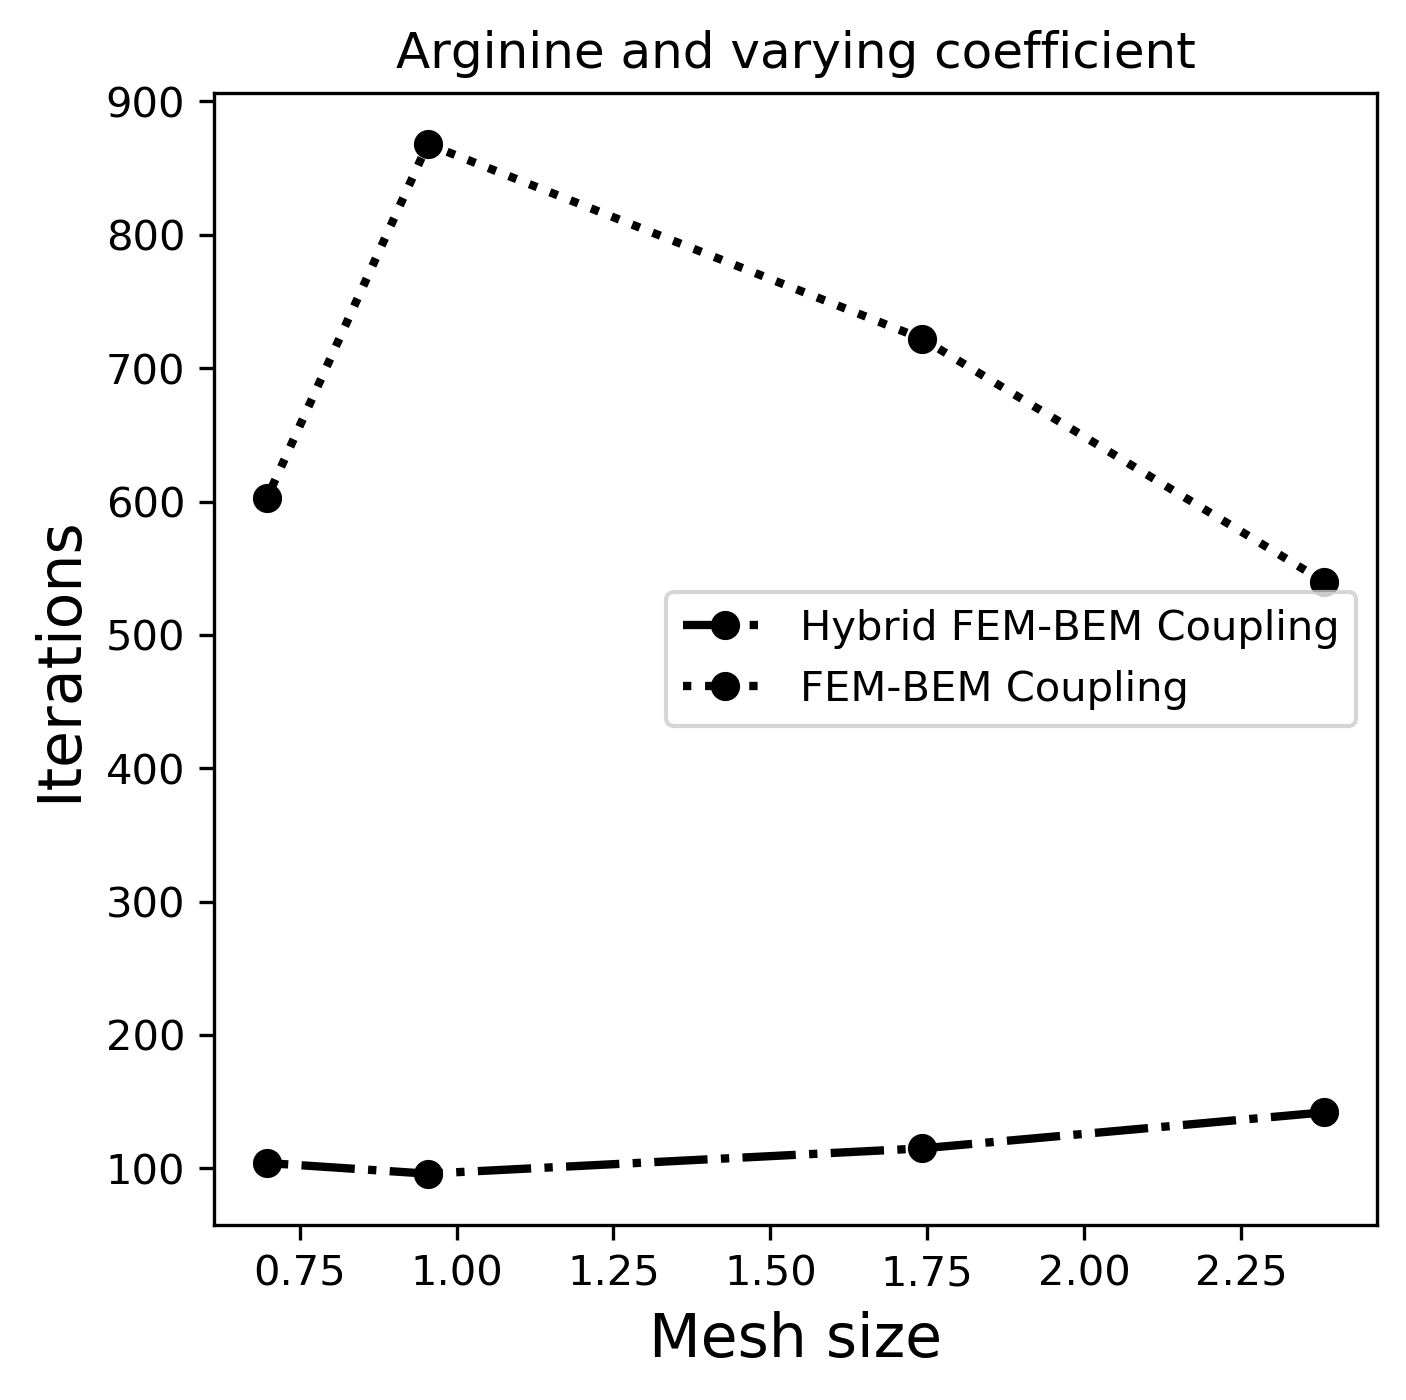 Arginine and varying coefficient
900
800
700
600
500
400
300
200
100
Iterations
Hybrid FEM-BEM Coupling
FEM-BEM Coupling
0.75 1.00 1.25 1.50 1.75 2.00 2.25
Mesh size